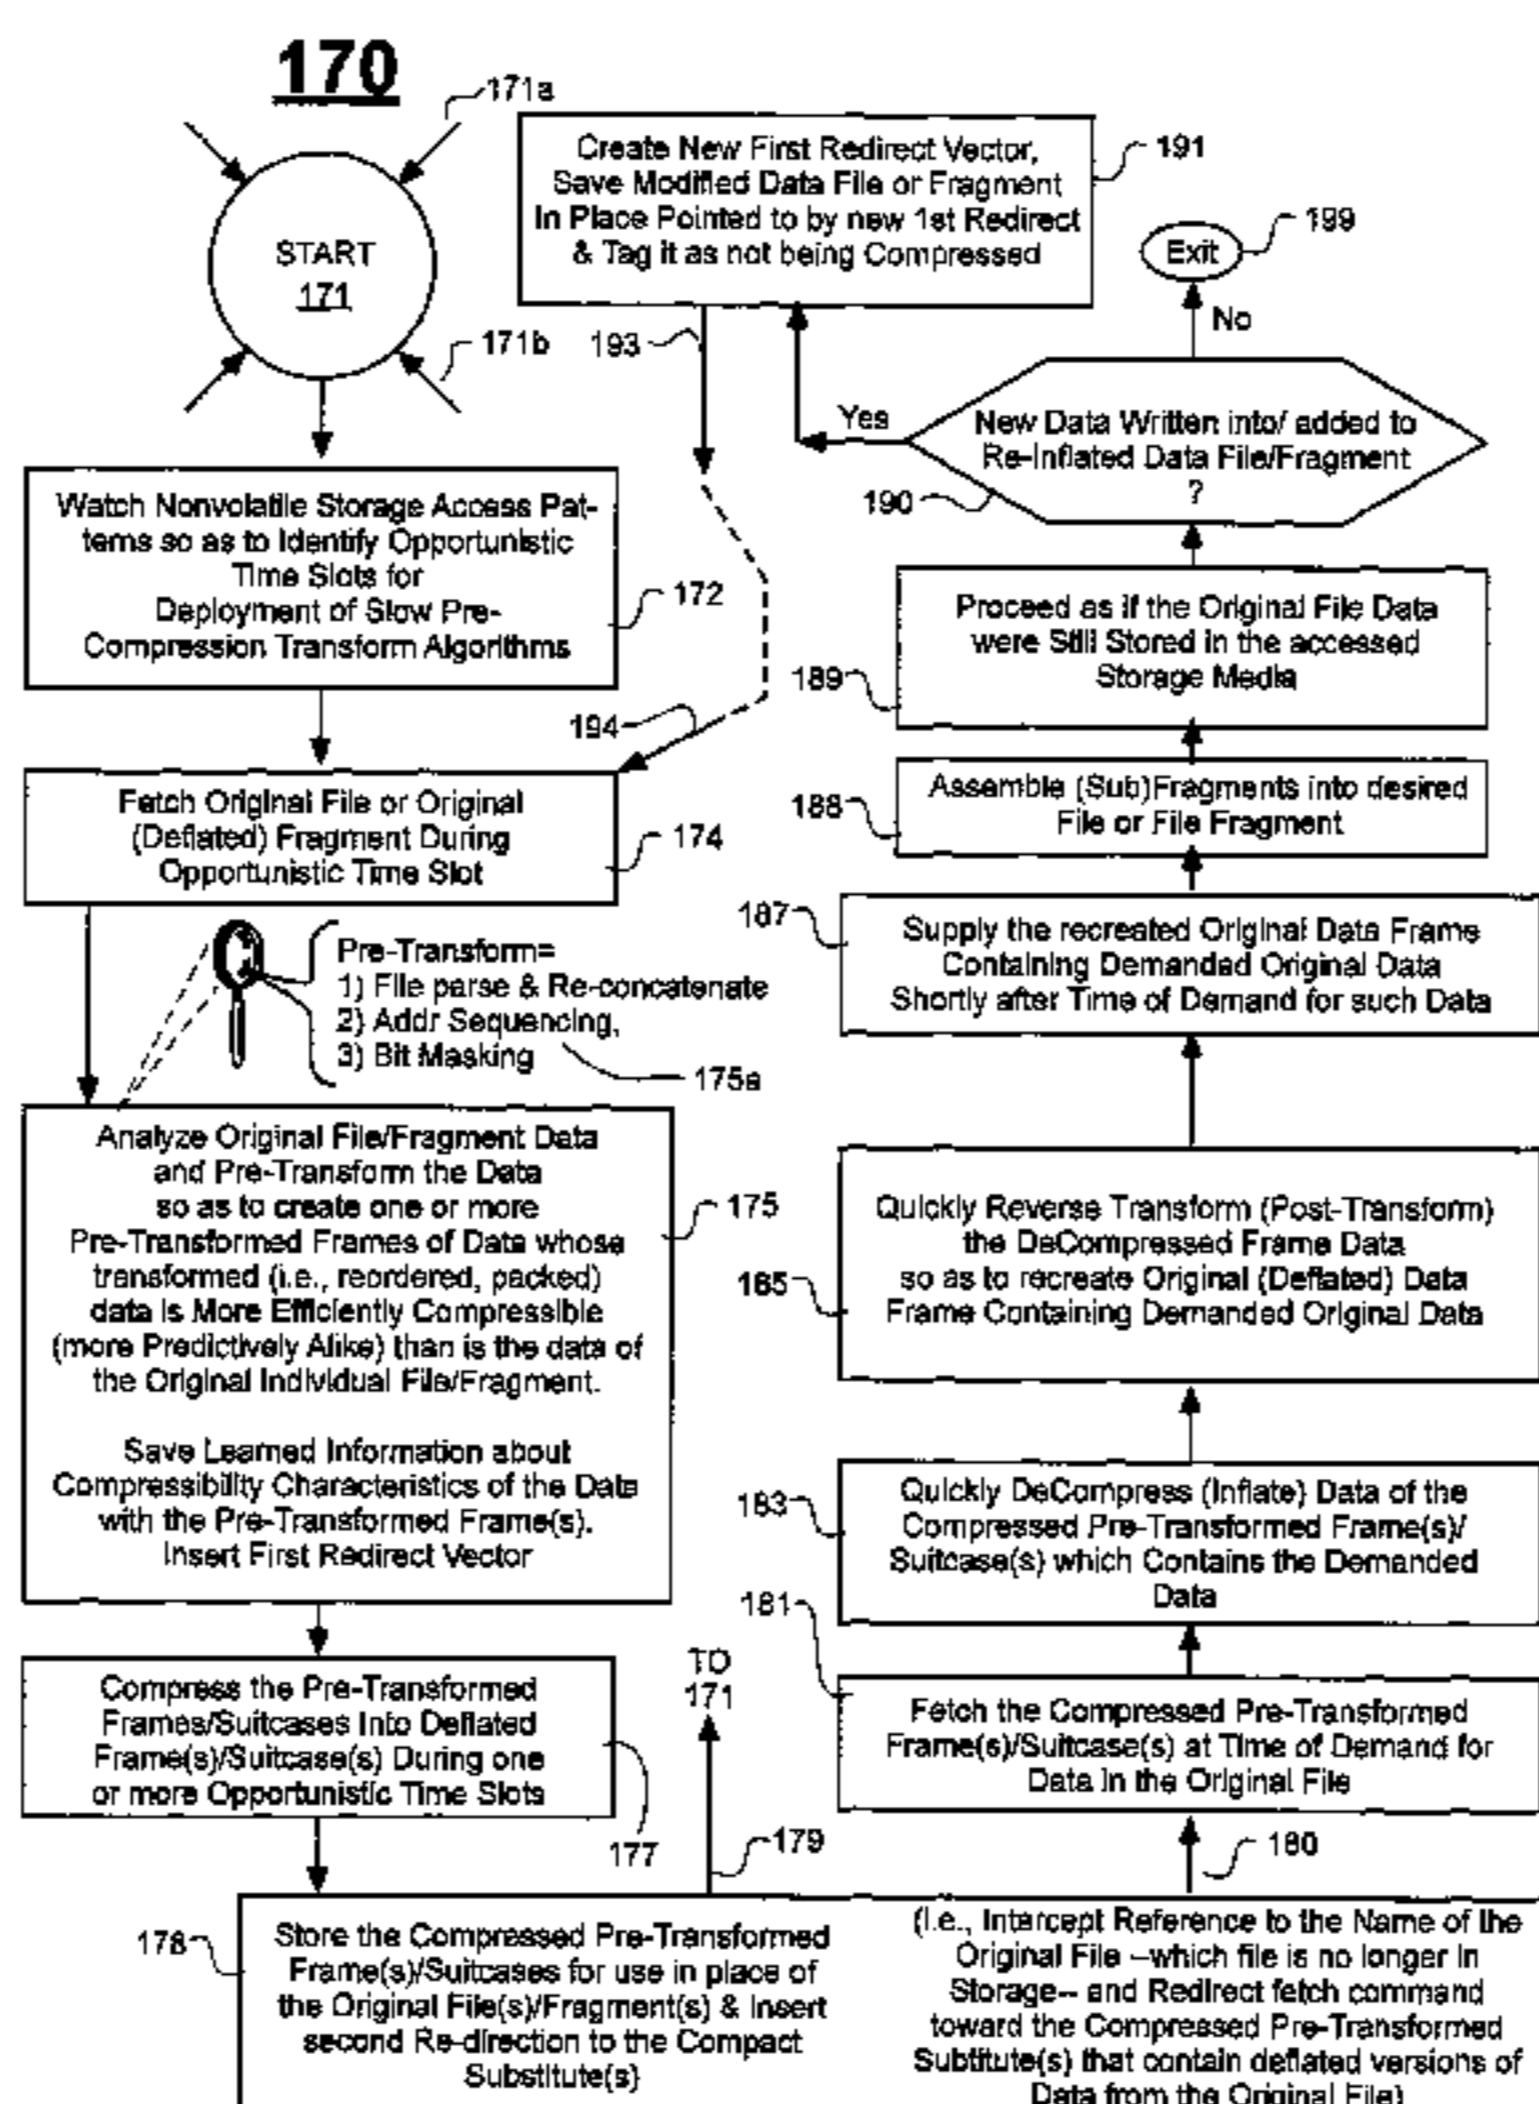 170
171a
START
171
171b
Watch Nonvolatile Storage Access Pat-
terns so as to Identify Opportunistic
Time Slots for
Deployment of Slow Pre-
Compression Transform Algorithms
172
Fetch Original File or Original
(Deflated) Fragment During
Opportunistic Time Slot
174
Pre-Transform=
1) File parse & Re-concatenate
2) Addr Sequencing,
3) Bit Masking
175a
Analyze Original File/Fragment Data
and Pre-Transform the Data
so as to create one or more
Pre-Transformed Frames of Data whose
transformed (i.e., reordered, packed)
data is More Efficiently Compressible
(more Predictively Alike) than is the data of
the Original Individual File/Fragment.
Save Learned Information about
Compressibility Characteristics of the Data
with the Pre-Transformed Frame(s).
Insert First Redirect Vector
175
Compress the Pre-Transformed
Frames/Suitcases Into Deflated
Frame(s)/Suitcase(s) During one
or more Opportunistic Time Slots
177
178
Store the Compressed Pre-Transformed
Frame(s)/Suitcases for use in place of
the Original File(s)/Fragment(s) & Insert
second Re-direction to the Compact
Substitute(s)
TO
171
179
(I.e., Intercept Reference to the Name of the
Original File --which file is no longer in
Storage-- and Redirect fetch command
toward the Compressed Pre-Transformed
Subtitute(s) that contain deflated versions of
Data from the Original File)
180
181
Fetch the Compressed Pre-Transformed
Frame(s)/Suitcase(s) at Time of Demand for
Data in the Original File
183
Quickly DeCompress (Inflate) Data of the
Compressed Pre-Transformed Frame(s)/
Suitcase(s) which Contains the Demanded
Data
185
Quickly Reverse Transform (Post-Transform)
the DeCompressed Frame Data
so as to recreate Original (Deflated) Data
Frame Containing Demanded Original Data
187
Supply the recreated Original Data Frame
Containing Demanded Original Data
Shortly after Time of Demand for such Data
188
Assemble (Sub)Fragments into desired
File or File Fragment
189
Proceed as if the Original File Data
were Still Stored in the accessed
Storage Media
190
New Data Written into/ added to
Re-Inflated Data File/Fragment
?
No
Exit
199
Yes
Create New First Redirect Vector,
Save Modified Data File or Fragment
In Place Pointed to by new 1st Redirect
& Tag it as not being Compressed
191
193
194